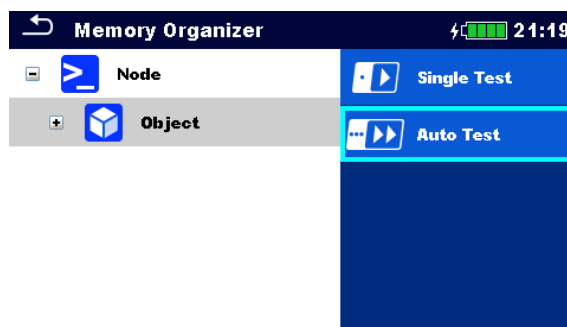 Memory Organizer 21:19
Node
Single Test
Object
Auto Test